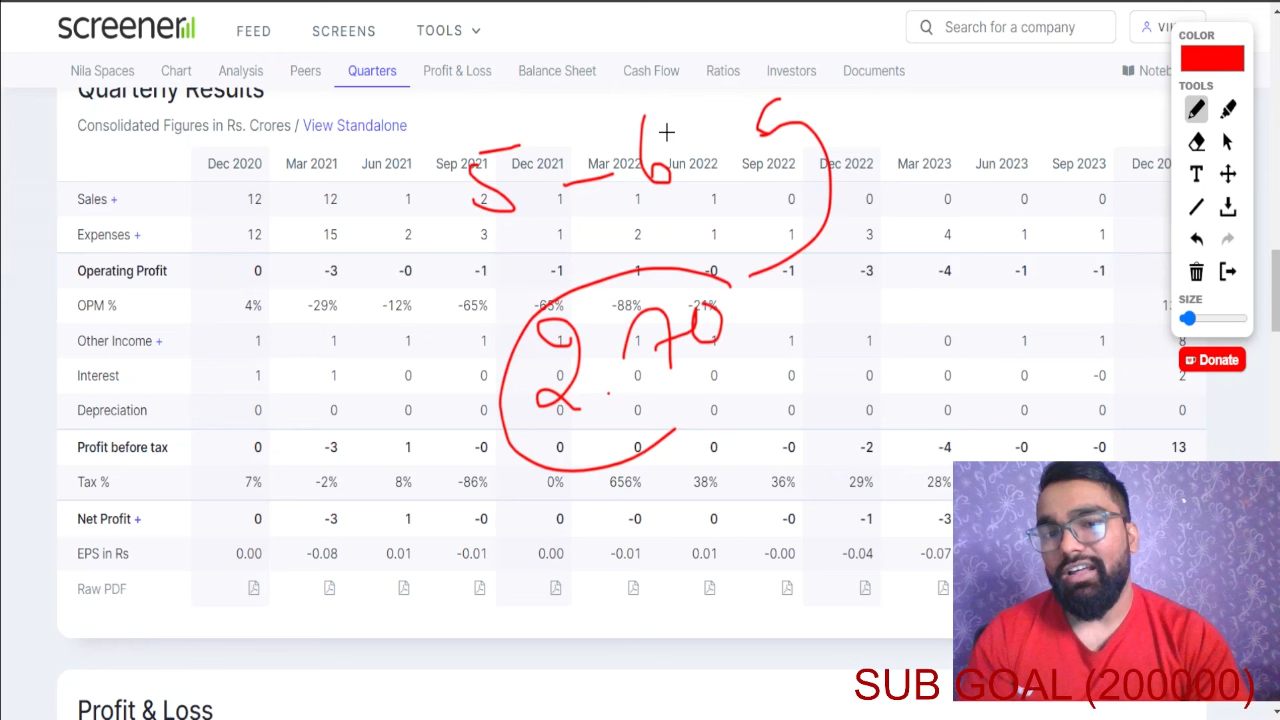 screener FEED SCREENS TOOLS Search for a company
COLOR
Nila Spaces Chart Analysis Peers Quarters Profit & Loss Balance Sheet Cash Flow Ratios Investors Documents
TOOLS
Quarterly Results
Consolidated Figures in Rs. Crores / View Standalone
5 - 6 5
Dec 2020 Mar 2021 Jun 2021 Sep 2021 Dec 2021 Mar 2022 Jun 2022 Sep 2022 Dec 2022 Mar 2023 Jun 2023 Sep 2023
Sales + 12 12 1 2 1 1 1 0 0 0 0 0
Expenses + 12 15 2 3 1 2 1 1 3 4 1 1
Operating Profit 0 -3 -0 -1 -1 -0 -1 -3 -4 -1 -1
SIZE
OPM % 4% -29% -12% -65% -65% -88% -21%
2.70
Other Income + 1 1 1 1 1 1 1 1 1 0 1 1 8
Donate
Interest 1 1 0 0 0 0 0 0 0 0 0 -0 2
Depreciation 0 0 0 0 0 0 0 0 0 0 0 0 0
Profit before tax 0 -3 1 -0 0 0 0 -0 -2 -4 -0 -0 13
Tax % 7% -2% 8% -86% 0% 656% 38% 36% 29% 28%
Net Profit + 0 -3 1 -0 0 -0 0 -0 -1 -3
EPS in Rs 0.00 -0.08 0.01 -0.01 0.00 -0.01 0.01 -0.00 -0.04 -0.07
Raw PDF
SUB GOAL (200000)
Profit & Loss